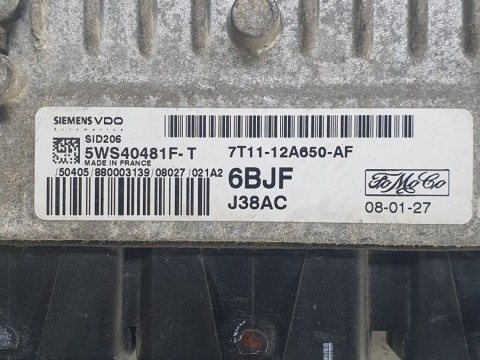 SIEMENS VDO
Automotive
SID206
5WS40481F-T 7T11-12A650-AF
MADE IN FRANCE
/50405/880003139/08027/021A2
6BJF
J38AC
FoMoCo
08-01-27